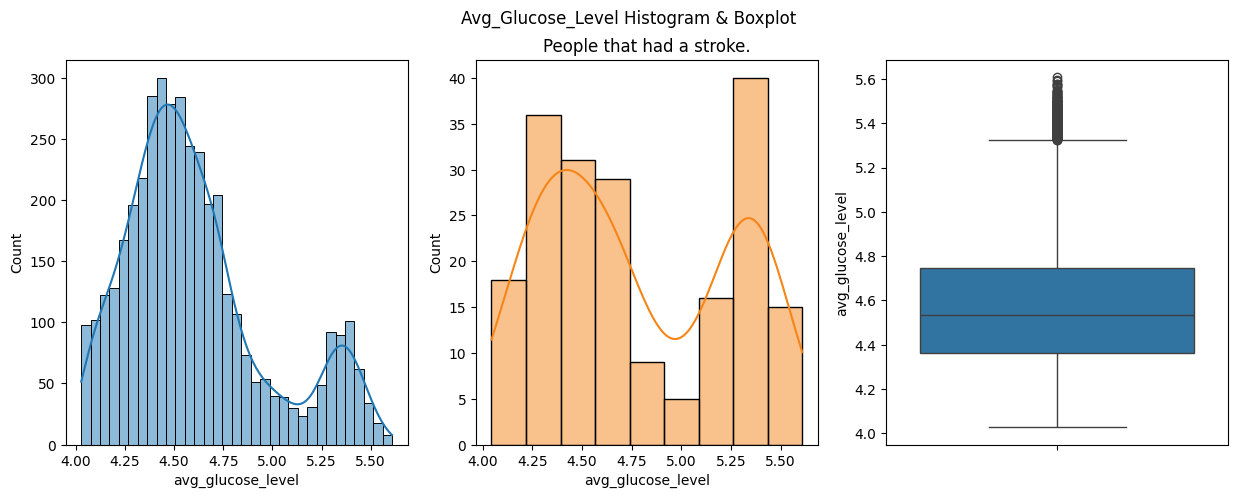 Avg_Glucose_Level Histogram & Boxplot
People that had a stroke.
Count
300
250
200
150
100
50
0
4.00 4.25 4.50 4.75 5.00 5.25 5.50
avg_glucose_level
Count
40
35
30
25
20
15
10
5
0
4.00 4.25 4.50 4.75 5.00 5.25 5.50
avg_glucose_level
avg_glucose_level
5.6
5.4
5.2
5.0
4.8
4.6
4.4
4.2
4.0